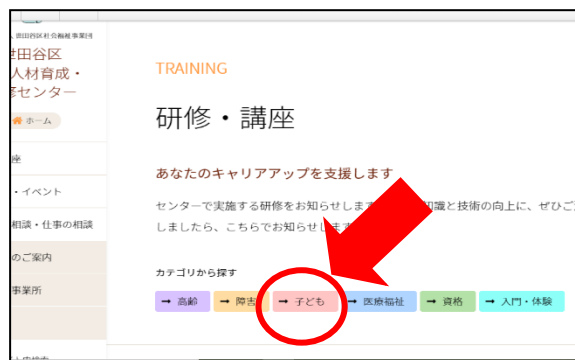 世田谷区社会福祉事業団
世田谷区
人材育成・
修センター
ホーム
座
・イベント
相談・仕事の相談
のご案内
事業所
TRAINING
研修・講座
あなたのキャリアアップを支援します
センターで実施する研修をお知らせします 識と技術の向上に、ぜひご
しましたら、こちらでお知らせします
カテゴリから探す
→ 高齢 → 障害 → 子ども → 医療福祉 → 資格 → 入門・体験